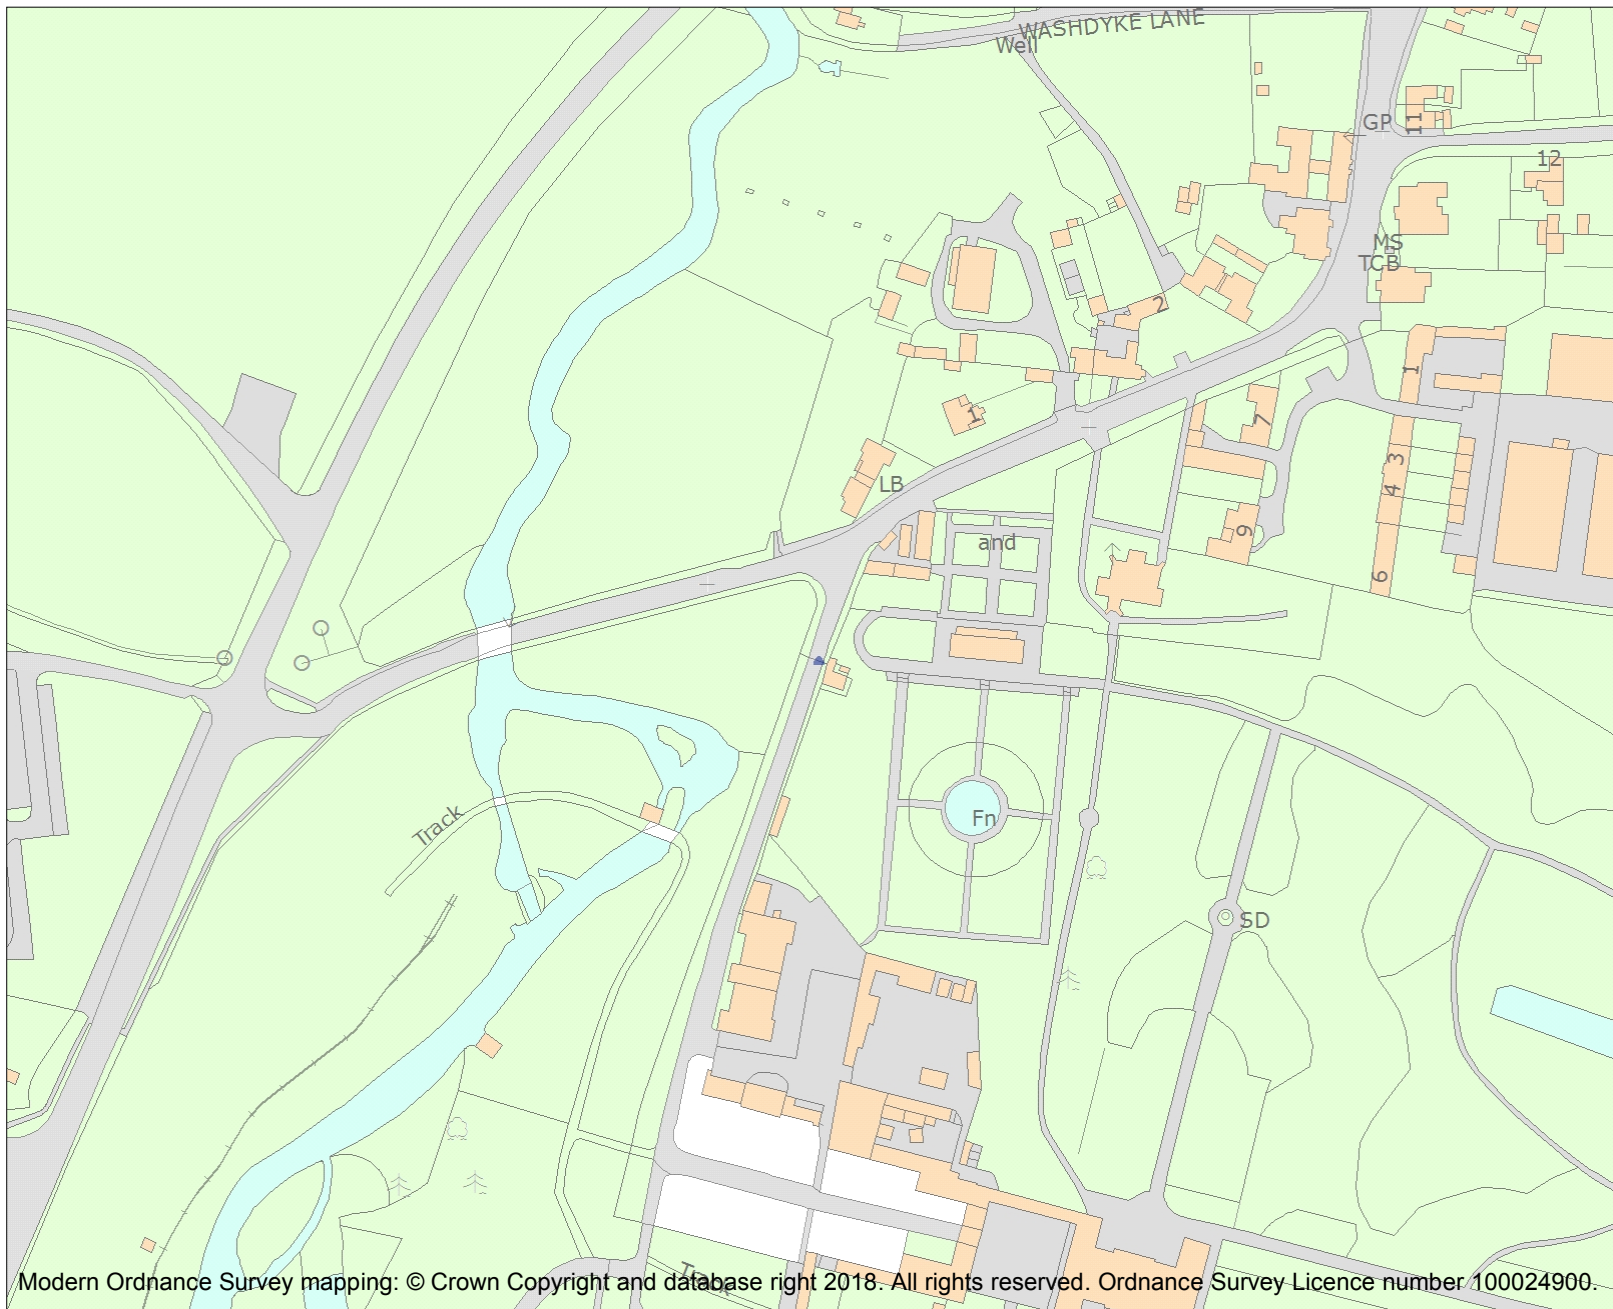 WASHDYKE LANE
Well
GP
11
12
MS
TCB
2
1
1
7
3
LB
4
9
and
6
Fn
Track
SD
Track
Modern Ordnance Survey mapping: © Crown Copyright and database right 2018. All rights reserved. Ordnance Survey Licence number 100024900.